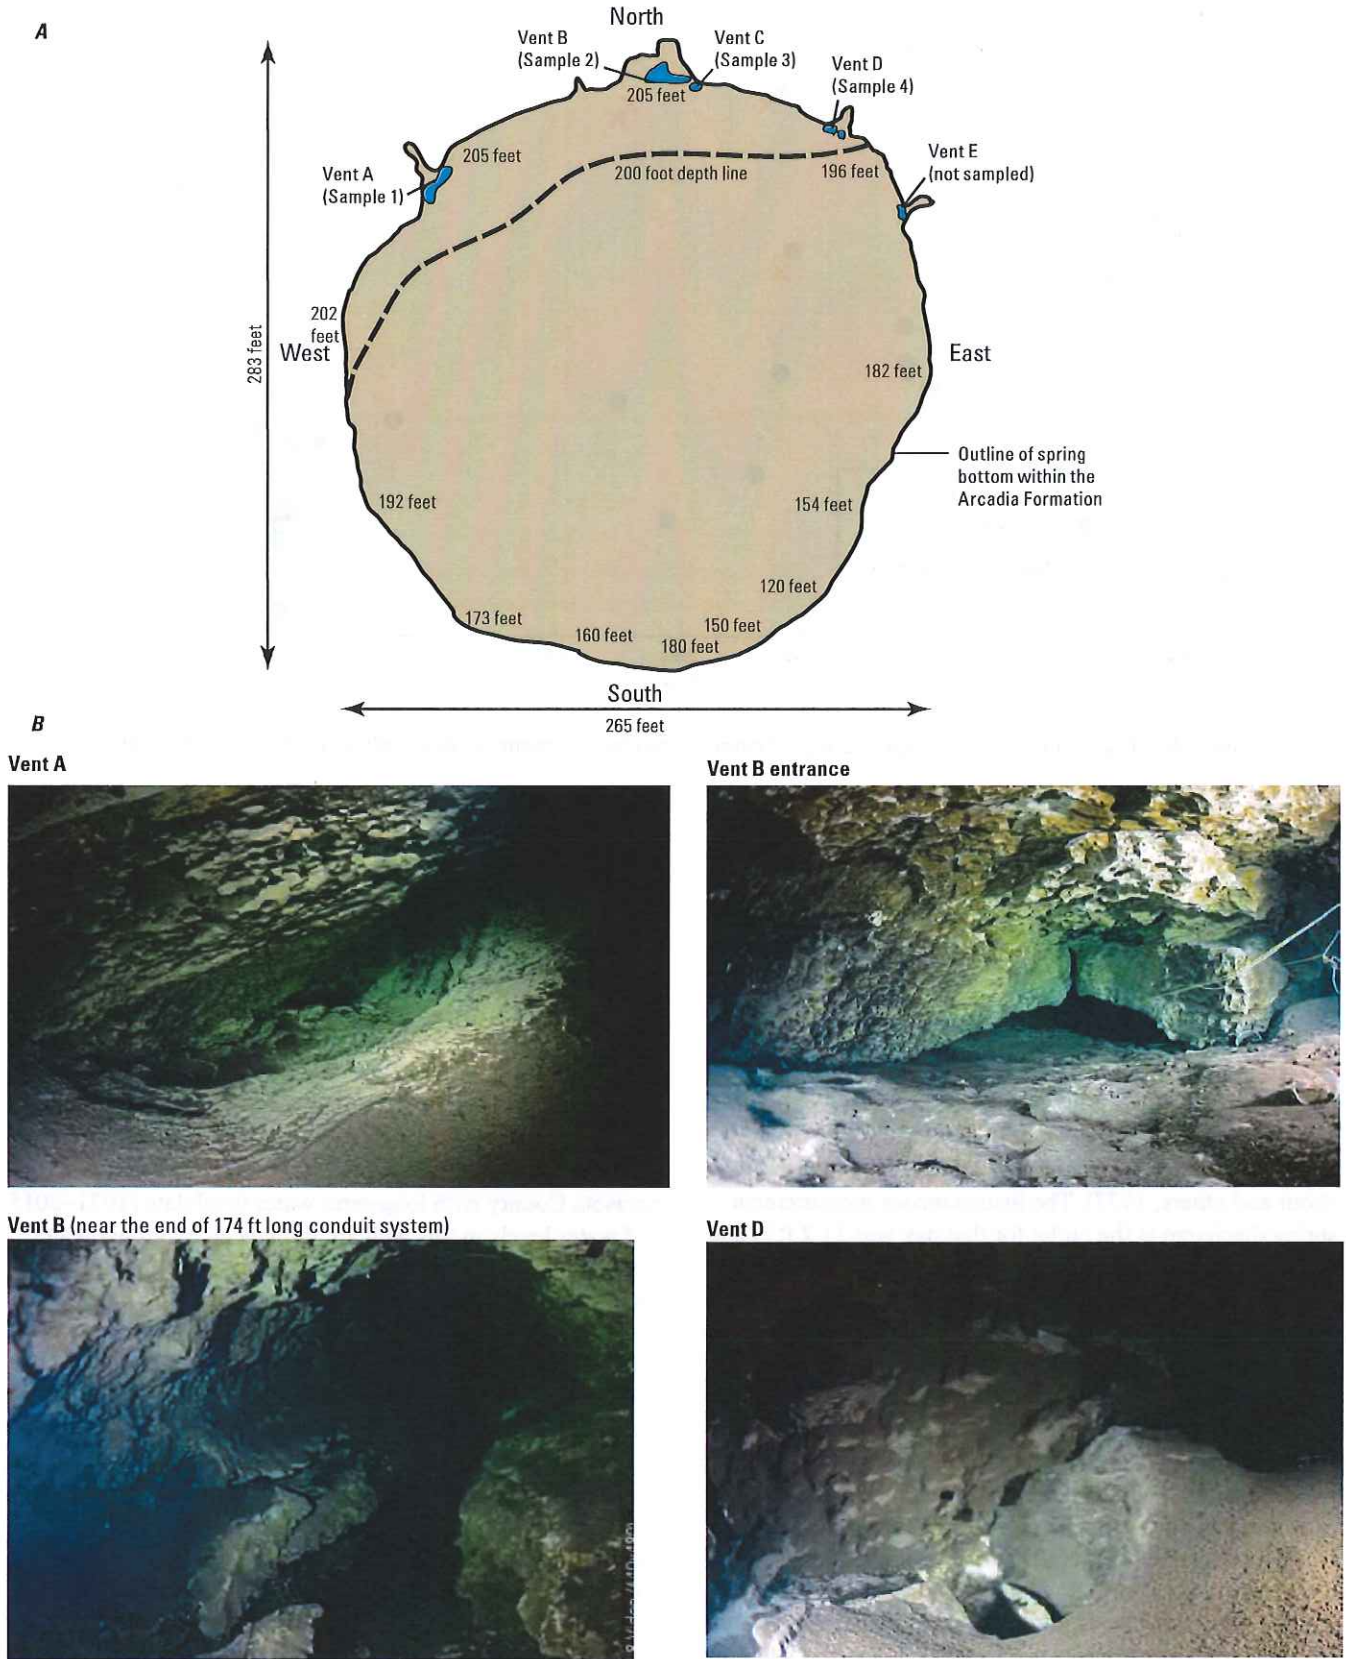 A
North
Vent B
(Sample 2)
Vent C
(Sample 3)
Vent D
(Sample 4)
205 feet
Vent E
(not sampled)
205 feet
Vent A
(Sample 1)
200 foot depth line
196 feet
202
feet
West
East
283 feet
182 feet
Outline of spring
bottom within the
Arcadia Formation
192 feet
154 feet
120 feet
173 feet
150 feet
160 feet
180 feet
South
265 feet
B
Vent A
Vent B entrance
Vent B (near the end of 174 ft long conduit system)
Vent D